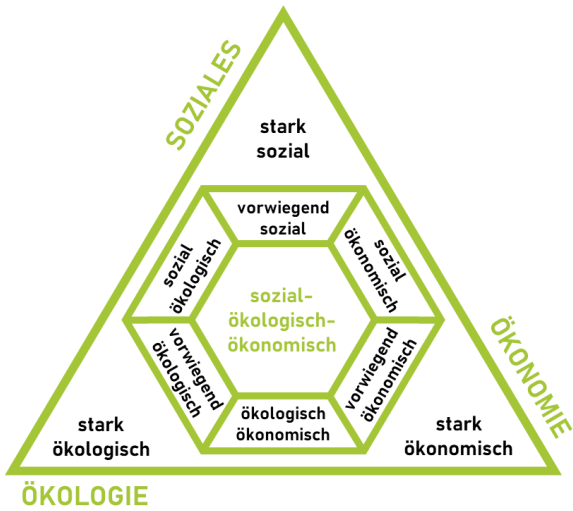 SOZIALES
stark
sozial
vorwiegend
sozial
sozial
ökologisch
sozial
ökonomisch
sozial-
ökologisch-
ökonomisch
ÖKONOMIE
vorwiegend
ökologisch
vorwiegend
ökonomisch
ökologisch
ökonomisch
stark
ökologisch
stark
ökonomisch
ÖKOLOGIE